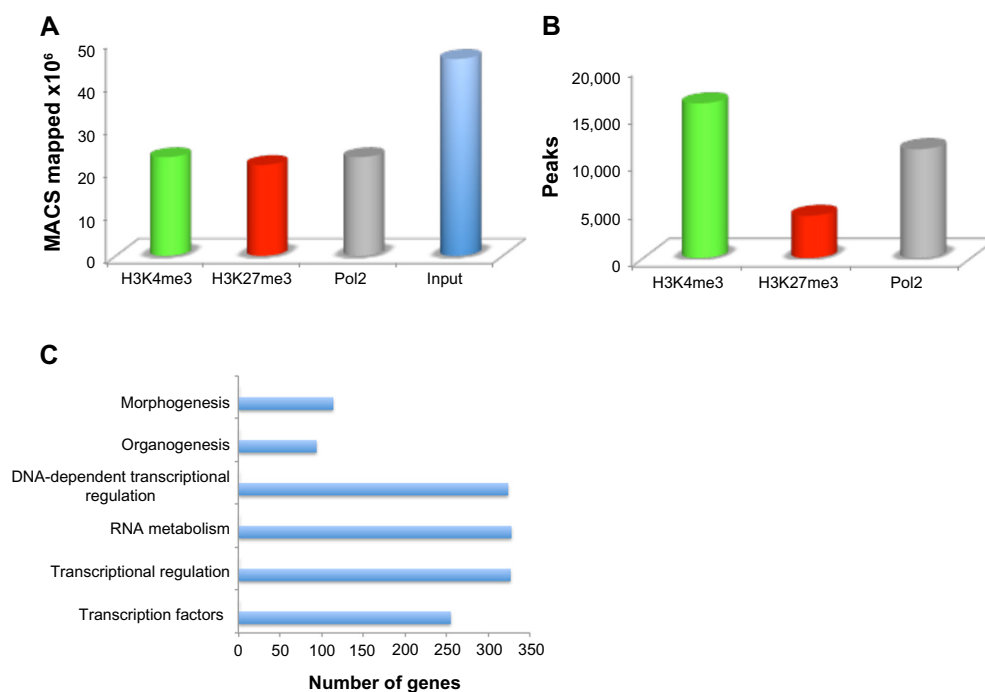 A
MACS mapped x10⁶
50
40
30
20
10
0
H3K4me3 H3K27me3 Pol2 Input
B
Peaks
20,000
15,000
10,000
5,000
0
H3K4me3 H3K27me3 Pol2
C
Morphogenesis
Organogenesis
DNA-dependent transcriptional
regulation
RNA metabolism
Transcriptional regulation
Transcription factors
0 50 100 150 200 250 300 350
Number of genes